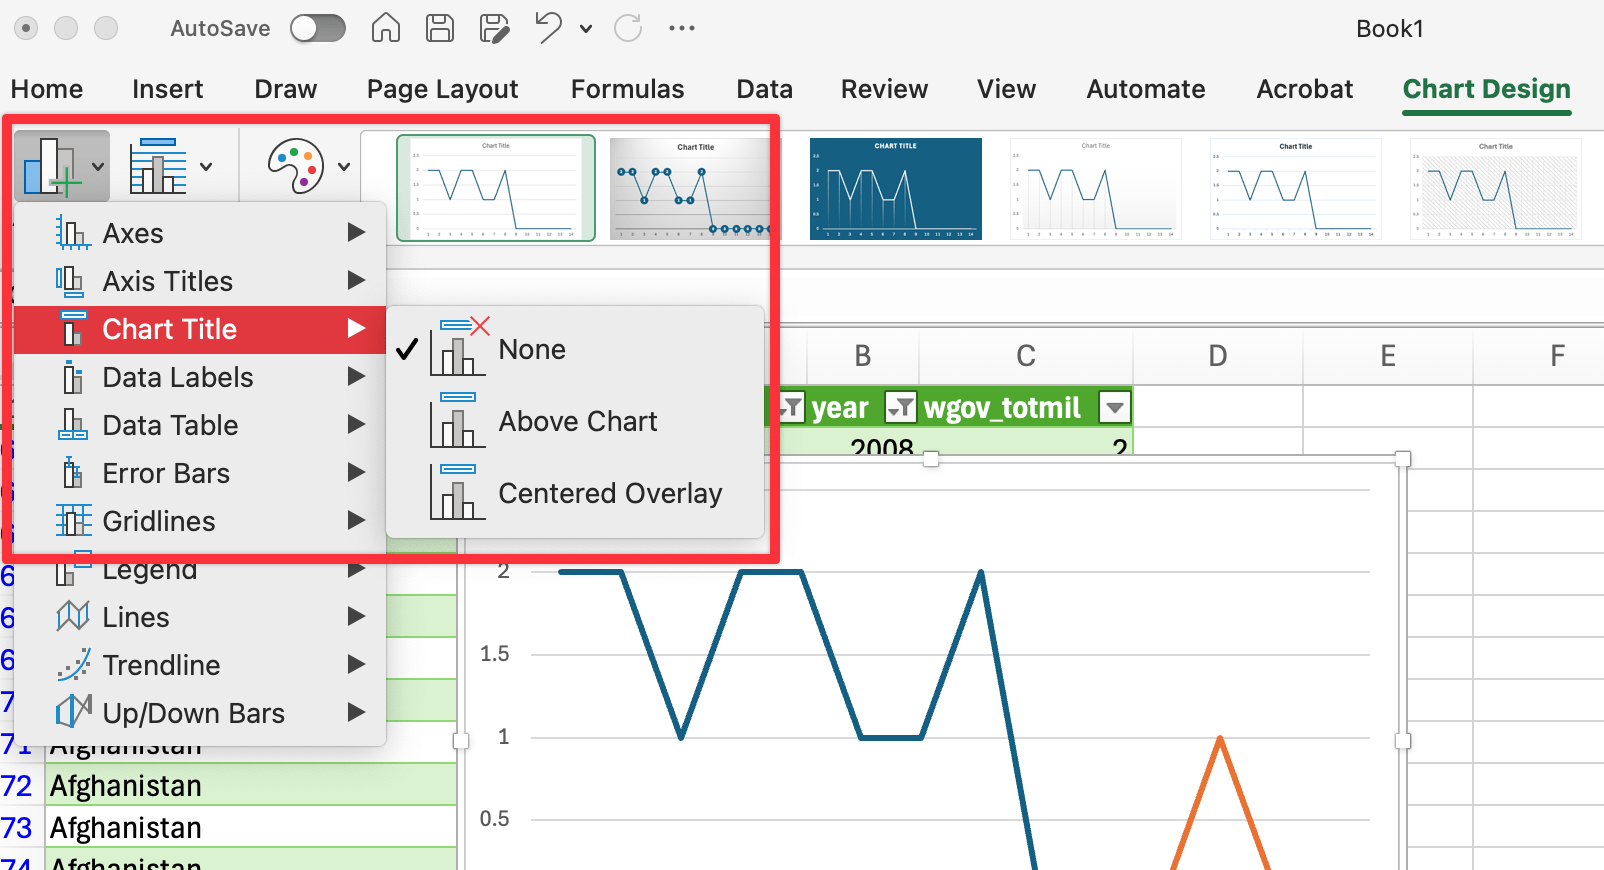 AutoSave
Book1
Home Insert Draw Page Layout Formulas Data Review View Automate Acrobat Chart Design
Chart Title
Chart Title
CHART TITLE
Chart Title
Chart Title
Chart Title
Axes
Axis Titles
Chart Title
Data Labels
Data Table
Error Bars
Gridlines
Legend
Lines
Trendline
Up/Down Bars
None
Above Chart
Centered Overlay
B C D E F
year wgov_totmil
2008 2
2
1.5
1
0.5
71 Afghanistan
72 Afghanistan
73 Afghanistan
74 Afghanistan